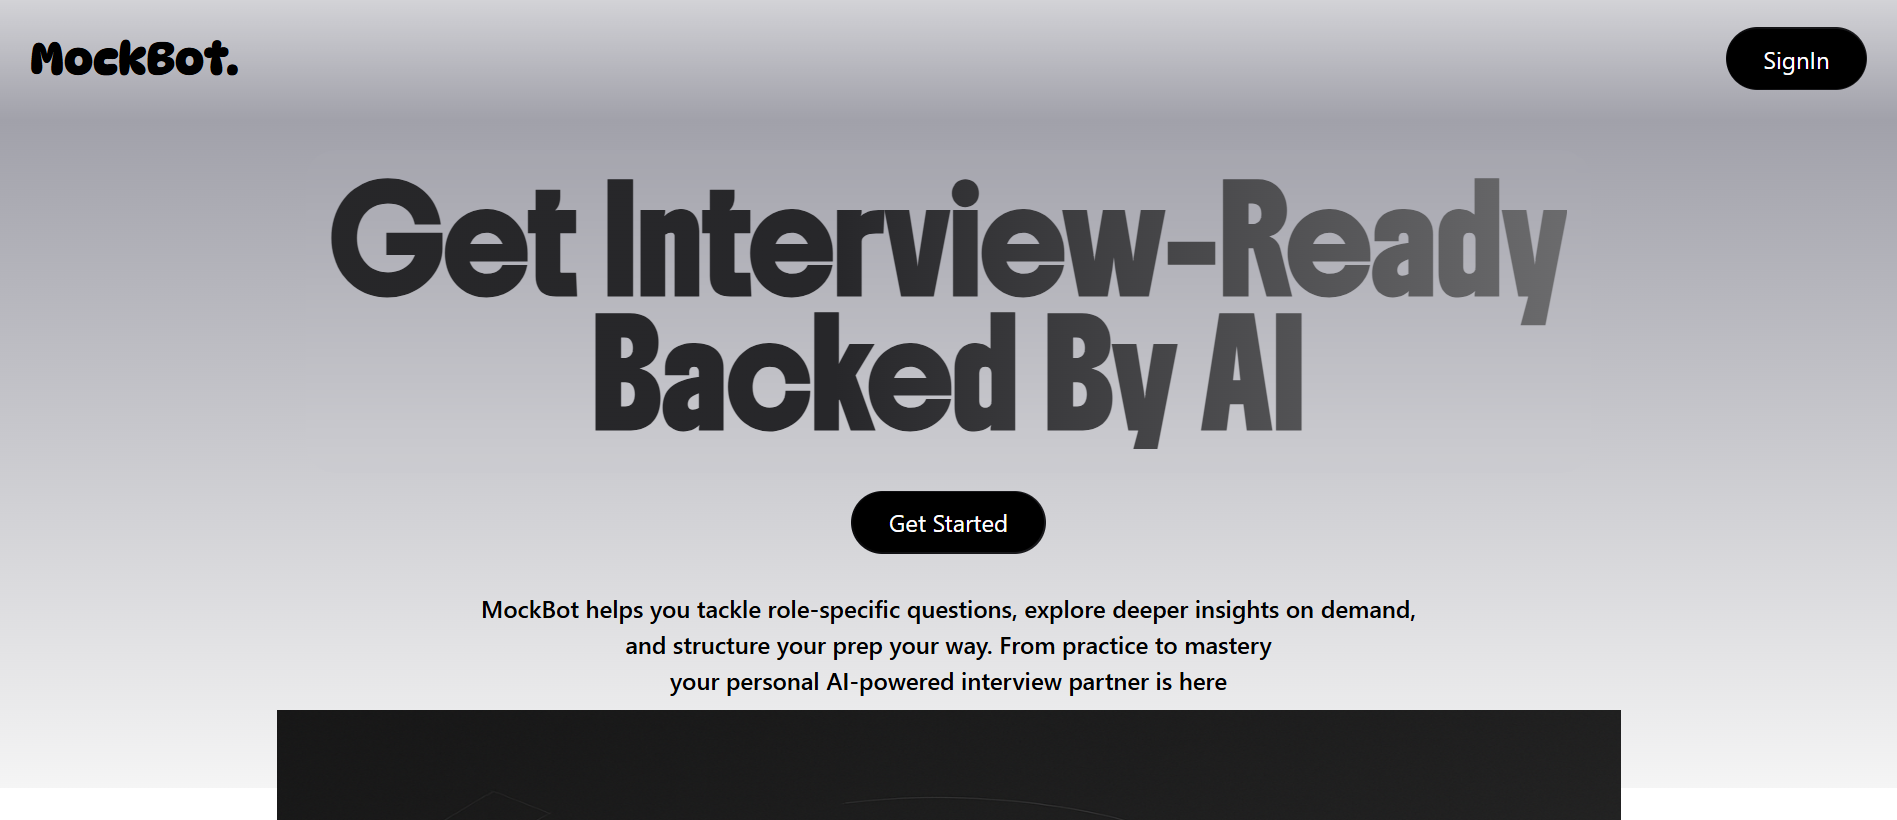 MockBot.
SignIn
Get Interview-Ready
Backed By AI
Get Started
MockBot helps you tackle role-specific questions, explore deeper insights on demand,
and structure your prep your way. From practice to mastery
your personal AI-powered interview partner is here